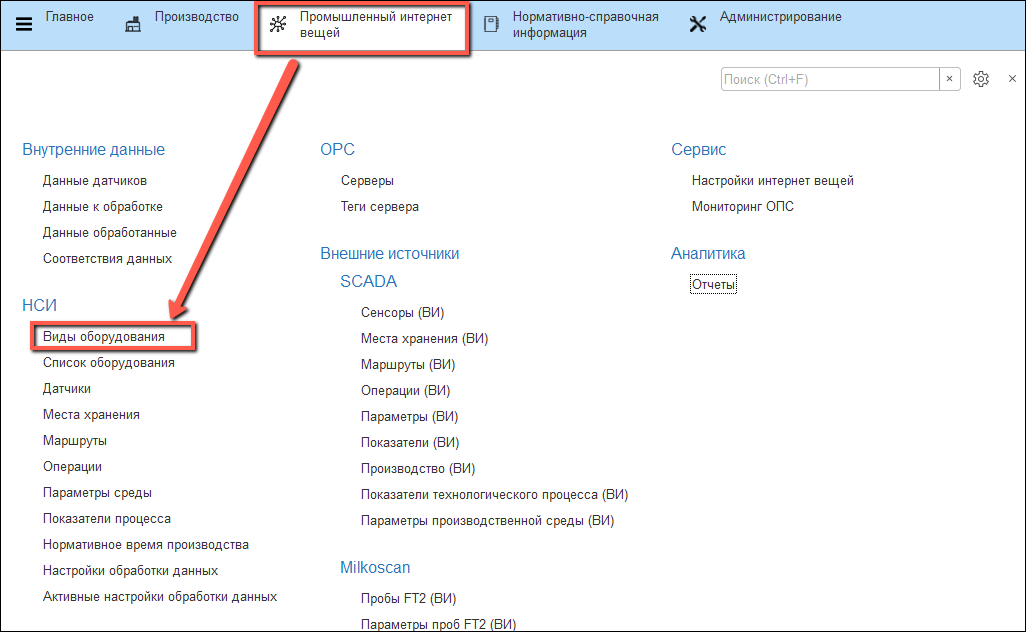 Главное
Производство
Промышленный интернет
вещей
Нормативно-справочная
информация
Администрирование
Поиск (Ctrl+F)
Внутренние данные
Данные датчиков
Данные к обработке
Данные обработанные
Соответствия данных
НСИ
Виды оборудования
Список оборудования
Датчики
Места хранения
Маршруты
Операции
Параметры среды
Показатели процесса
Нормативное время производства
Настройки обработки данных
Активные настройки обработки данных
ОРС
Серверы
Теги сервера
Внешние источники
SCADA
Сенсоры (ВИ)
Места хранения (ВИ)
Маршруты (ВИ)
Операции (ВИ)
Параметры (ВИ)
Показатели (ВИ)
Производство (ВИ)
Показатели технологического процесса (ВИ)
Параметры производственной среды (ВИ)
Milkoscan
Пробы FT2 (ВИ)
Параметры проб FT2 (ВИ)
Сервис
Настройки интернет вещей
Мониторинг ОПС
Аналитика
Отчеты